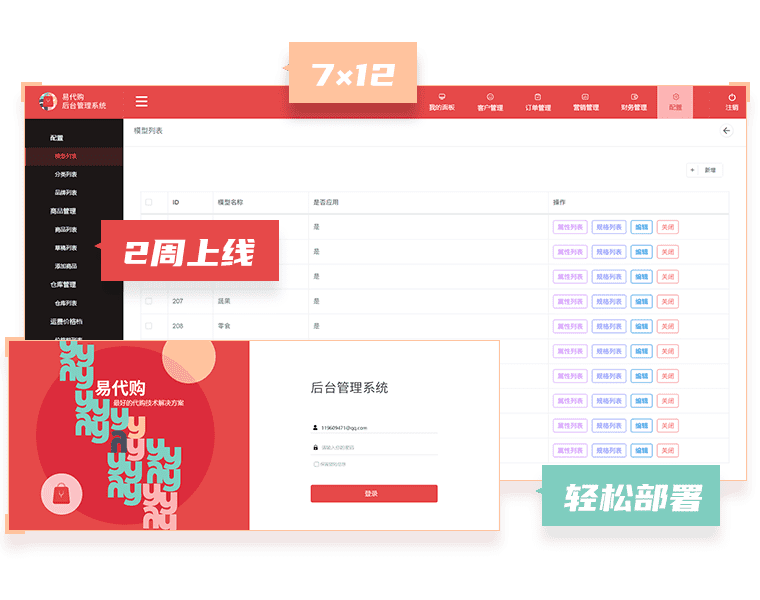 7×12
易代购
后台管理系统
我的面板
客户管理
订单管理
营销管理
财务管理
配置
注销
配置
模型列表
模型列表
分类列表
品牌列表
新增
商品管理
商品列表
草稿列表
添加商品
仓库管理
仓库列表
运费价格档
ID
模型名称
是否应用
操作
是
属性列表 规格列表 编辑 关闭
是
属性列表 规格列表 编辑 关闭
是
属性列表 规格列表 编辑 关闭
207 蔬菜 是
属性列表 规格列表 编辑 关闭
208 零食 是
属性列表 规格列表 编辑 关闭
属性列表 规格列表 编辑 关闭
属性列表 规格列表 编辑 关闭
属性列表 规格列表 编辑 关闭
属性列表 规格列表 编辑 关闭
属性列表 规格列表 编辑 关闭
2周上线
易代购
最好的代购技术解决方案
后台管理系统
119609471@qq.com
登录
轻松部署